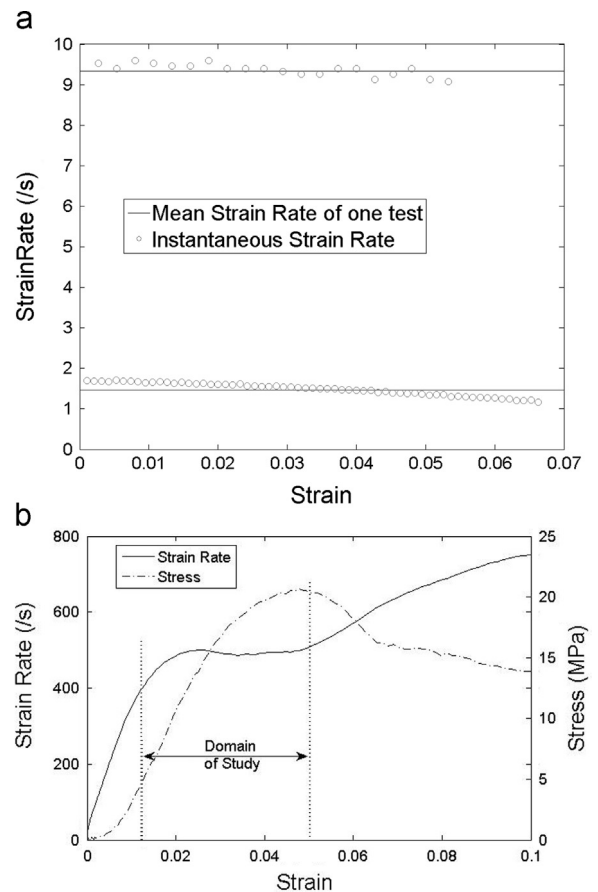 a
10
9
8
7
6
5
4
3
2
1
0
StrainRate (/s)
Mean Strain Rate of one test
Instantaneous Strain Rate
0 0.01 0.02 0.03 0.04 0.05 0.06 0.07
Strain
b
800
600
400
200
0
Strain Rate (/s)
Strain Rate
Stress
Domain
of Study
25
20
15
10
5
0
Stress (MPa)
0 0.02 0.04 0.06 0.08 0.1
Strain